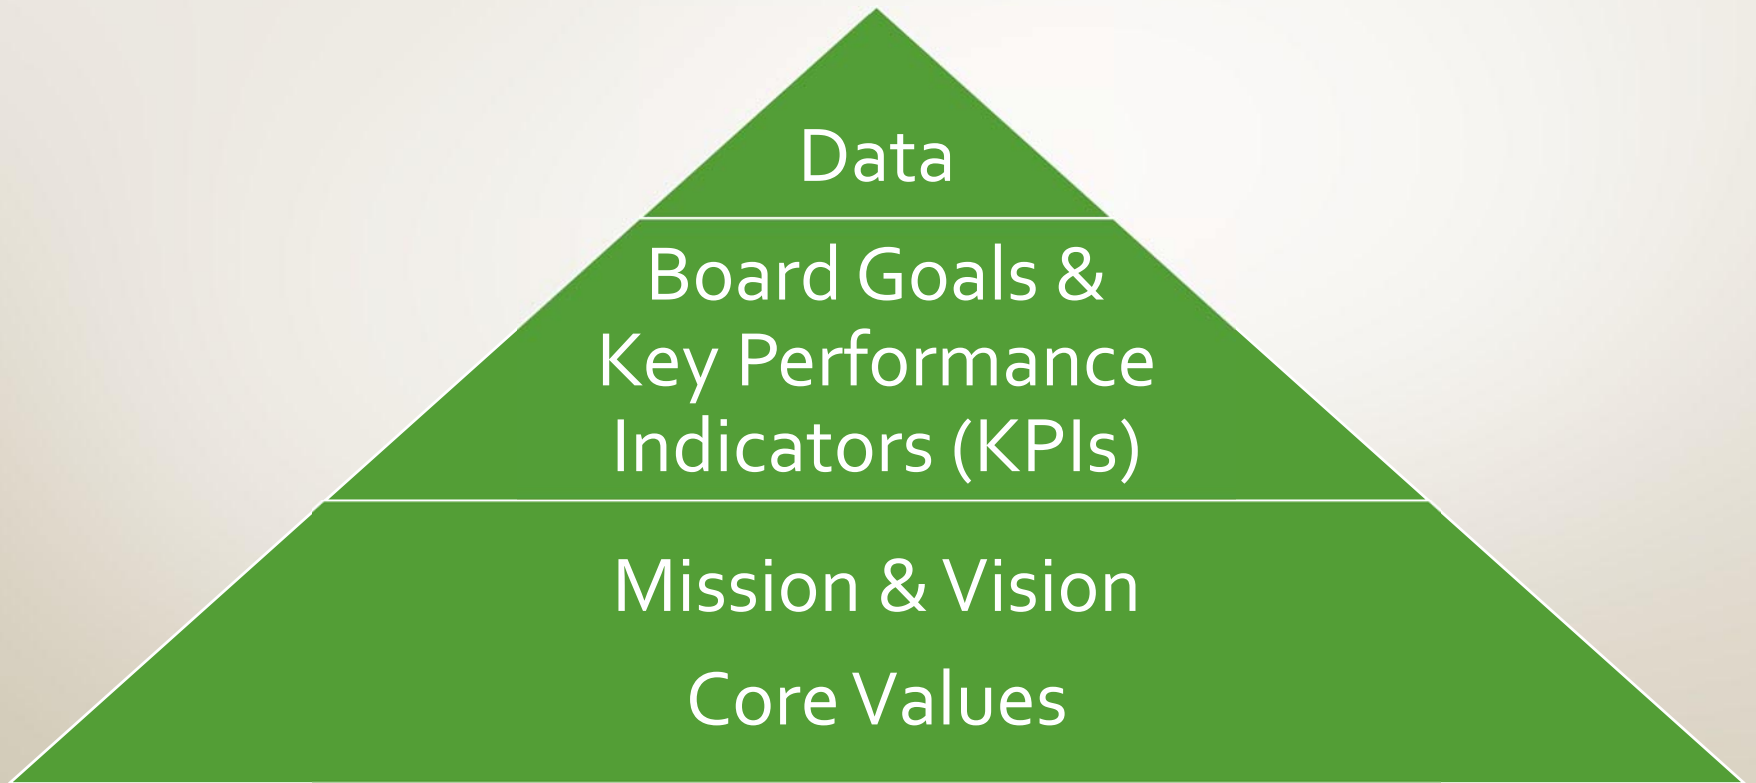 Data
Board Goals &
Key Performance
Indicators (KPIs)
Mission & Vision
Core Values